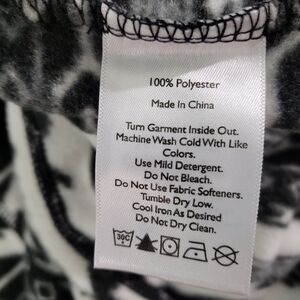 100% Polyester
Made In China
Turn Garment Inside Out.
Machine Wash Cold With Like
Colors.
Use Mild Detergent.
Do Not Bleach.
Do Not Use Fabric Softeners.
Tumble Dry Low.
Cool Iron As Desired
Do Not Dry Clean.
30C